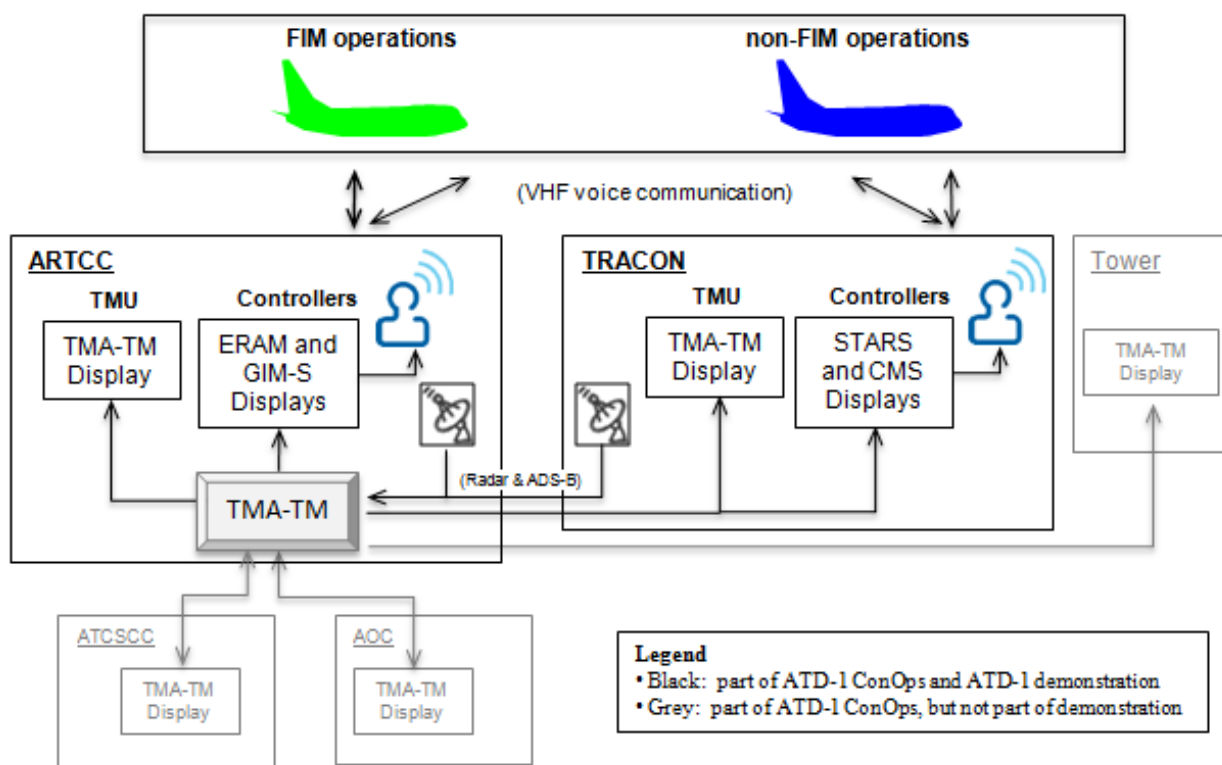 FIM operations
non-FIM operations
(VHF voice communication)
ARTCC
TMU
Controllers
TMA-TM
Display
ERAM and
GIM-S
Displays
TMA-TM
TRACON
TMU
Controllers
TMA-TM
Display
STARS
and CMS
Displays
(Radar & ADS-B)
Tower
TMA-TM
Display
ATCSCC
TMA-TM
Display
AOC
TMA-TM
Display
Legend
• Black: part of ATD-1 ConOps and ATD-1 demonstration
• Grey: part of ATD-1 ConOps, but not part of demonstration